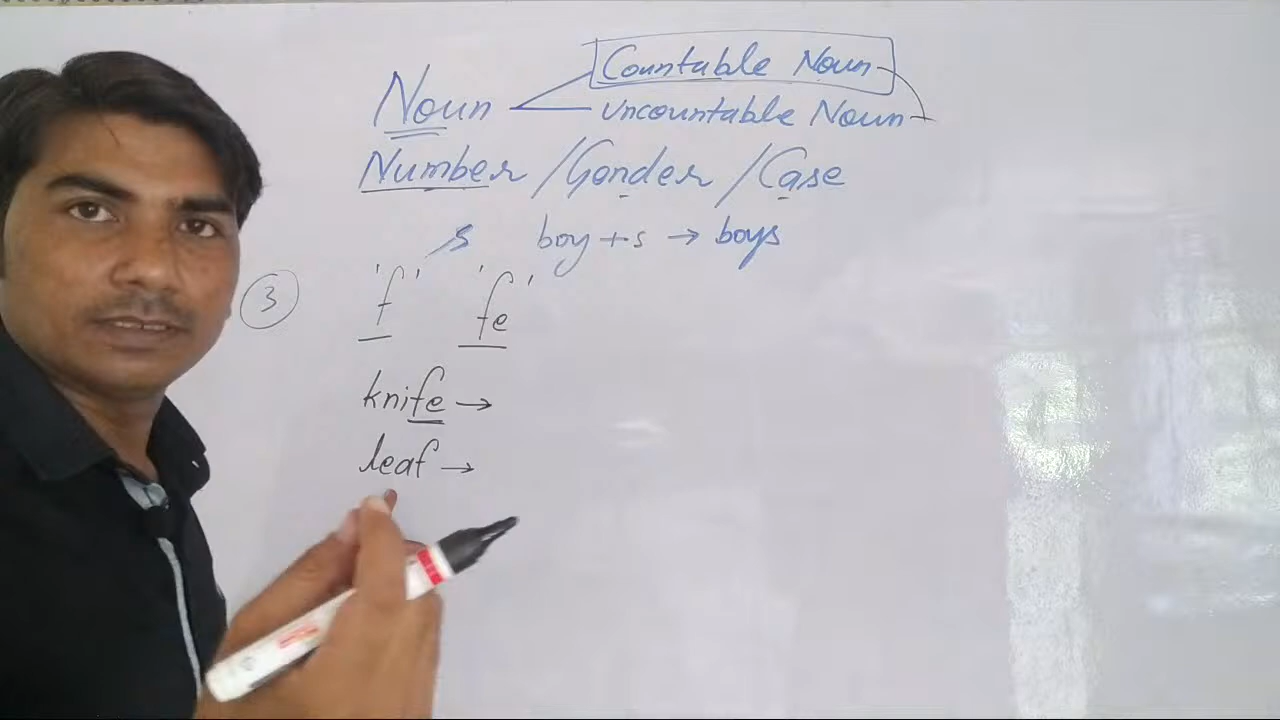 Countable Noun
Noun
Uncountable Noun
Number / Gender / Case
s boy + s → boys
3 'f' 'fe'
knife →
leaf →